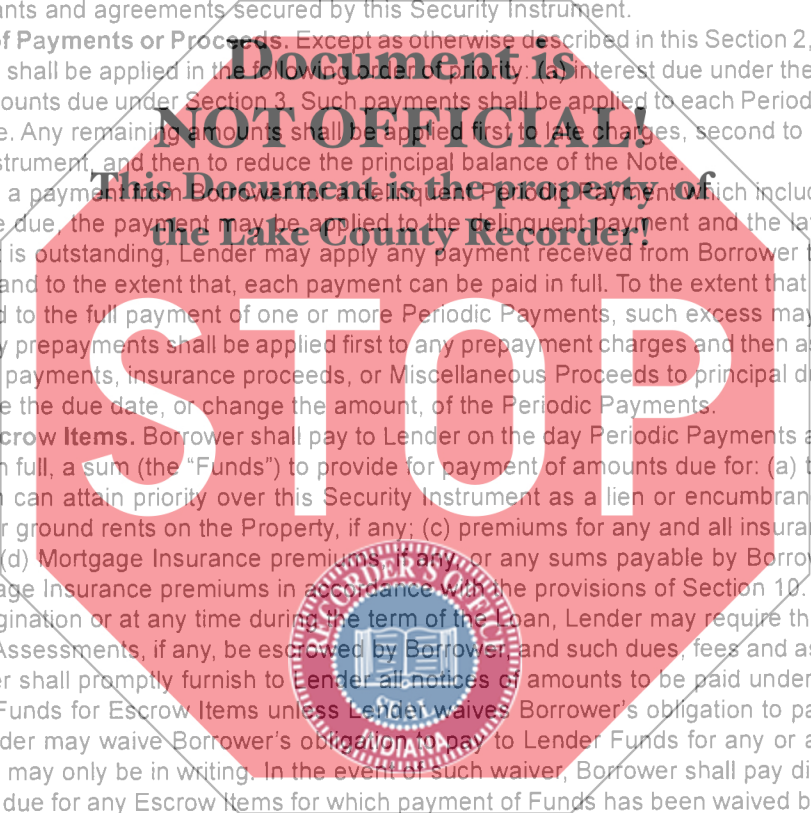 ants and agreements secured by this Security Instrument.
of Payments or Proceeds. Except as otherwise described in this Section 2,
Document is
shall be applied in the following order of priority: (a) interest due under the
ounts due under Section 3. Such payments shall be applied to each Period
NOT OFFICIAL!
e. Any remaining amounts shall be applied first to late charges, second to
strument, and then to reduce the principal balance of the Note.
This Document is the property of
a payment from Borrower for a delinquent Periodic Payment which includ
e due, the payment may be applied to the delinquent payment and the la
the Lake County Recorder!
t is outstanding, Lender may apply any payment received from Borrower t
and to the extent that, each payment can be paid in full. To the extent that
d to the full payment of one or more Periodic Payments, such excess may
STOP
y prepayments shall be applied first to any prepayment charges and then as
payments, insurance proceeds, or Miscellaneous Proceeds to principal d
e the due date, or change the amount, of the Periodic Payments.
crow Items. Borrower shall pay to Lender on the day Periodic Payments a
n full, a sum (the “Funds”) to provide for payment of amounts due for: (a) t
n can attain priority over this Security Instrument as a lien or encumbran
r ground rents on the Property, if any; (c) premiums for any and all insura
(d) Mortgage Insurance premiums, if any, or any sums payable by Borrow
age Insurance premiums in accordance with the provisions of Section 10.
gination or at any time during the term of the Loan, Lender may require th
Assessments, if any, be escrowed by Borrower, and such dues, fees and as
er shall promptly furnish to Lender all notices of amounts to be paid under
Funds for Escrow Items unless Lender waives Borrower's obligation to pa
der may waive Borrower's obligation to pay to Lender Funds for any or a
may only be in writing. In the event of such waiver, Borrower shall pay di
due for any Escrow Items for which payment of Funds has been waived b
RECORDER'S OFFICE
INDIANA